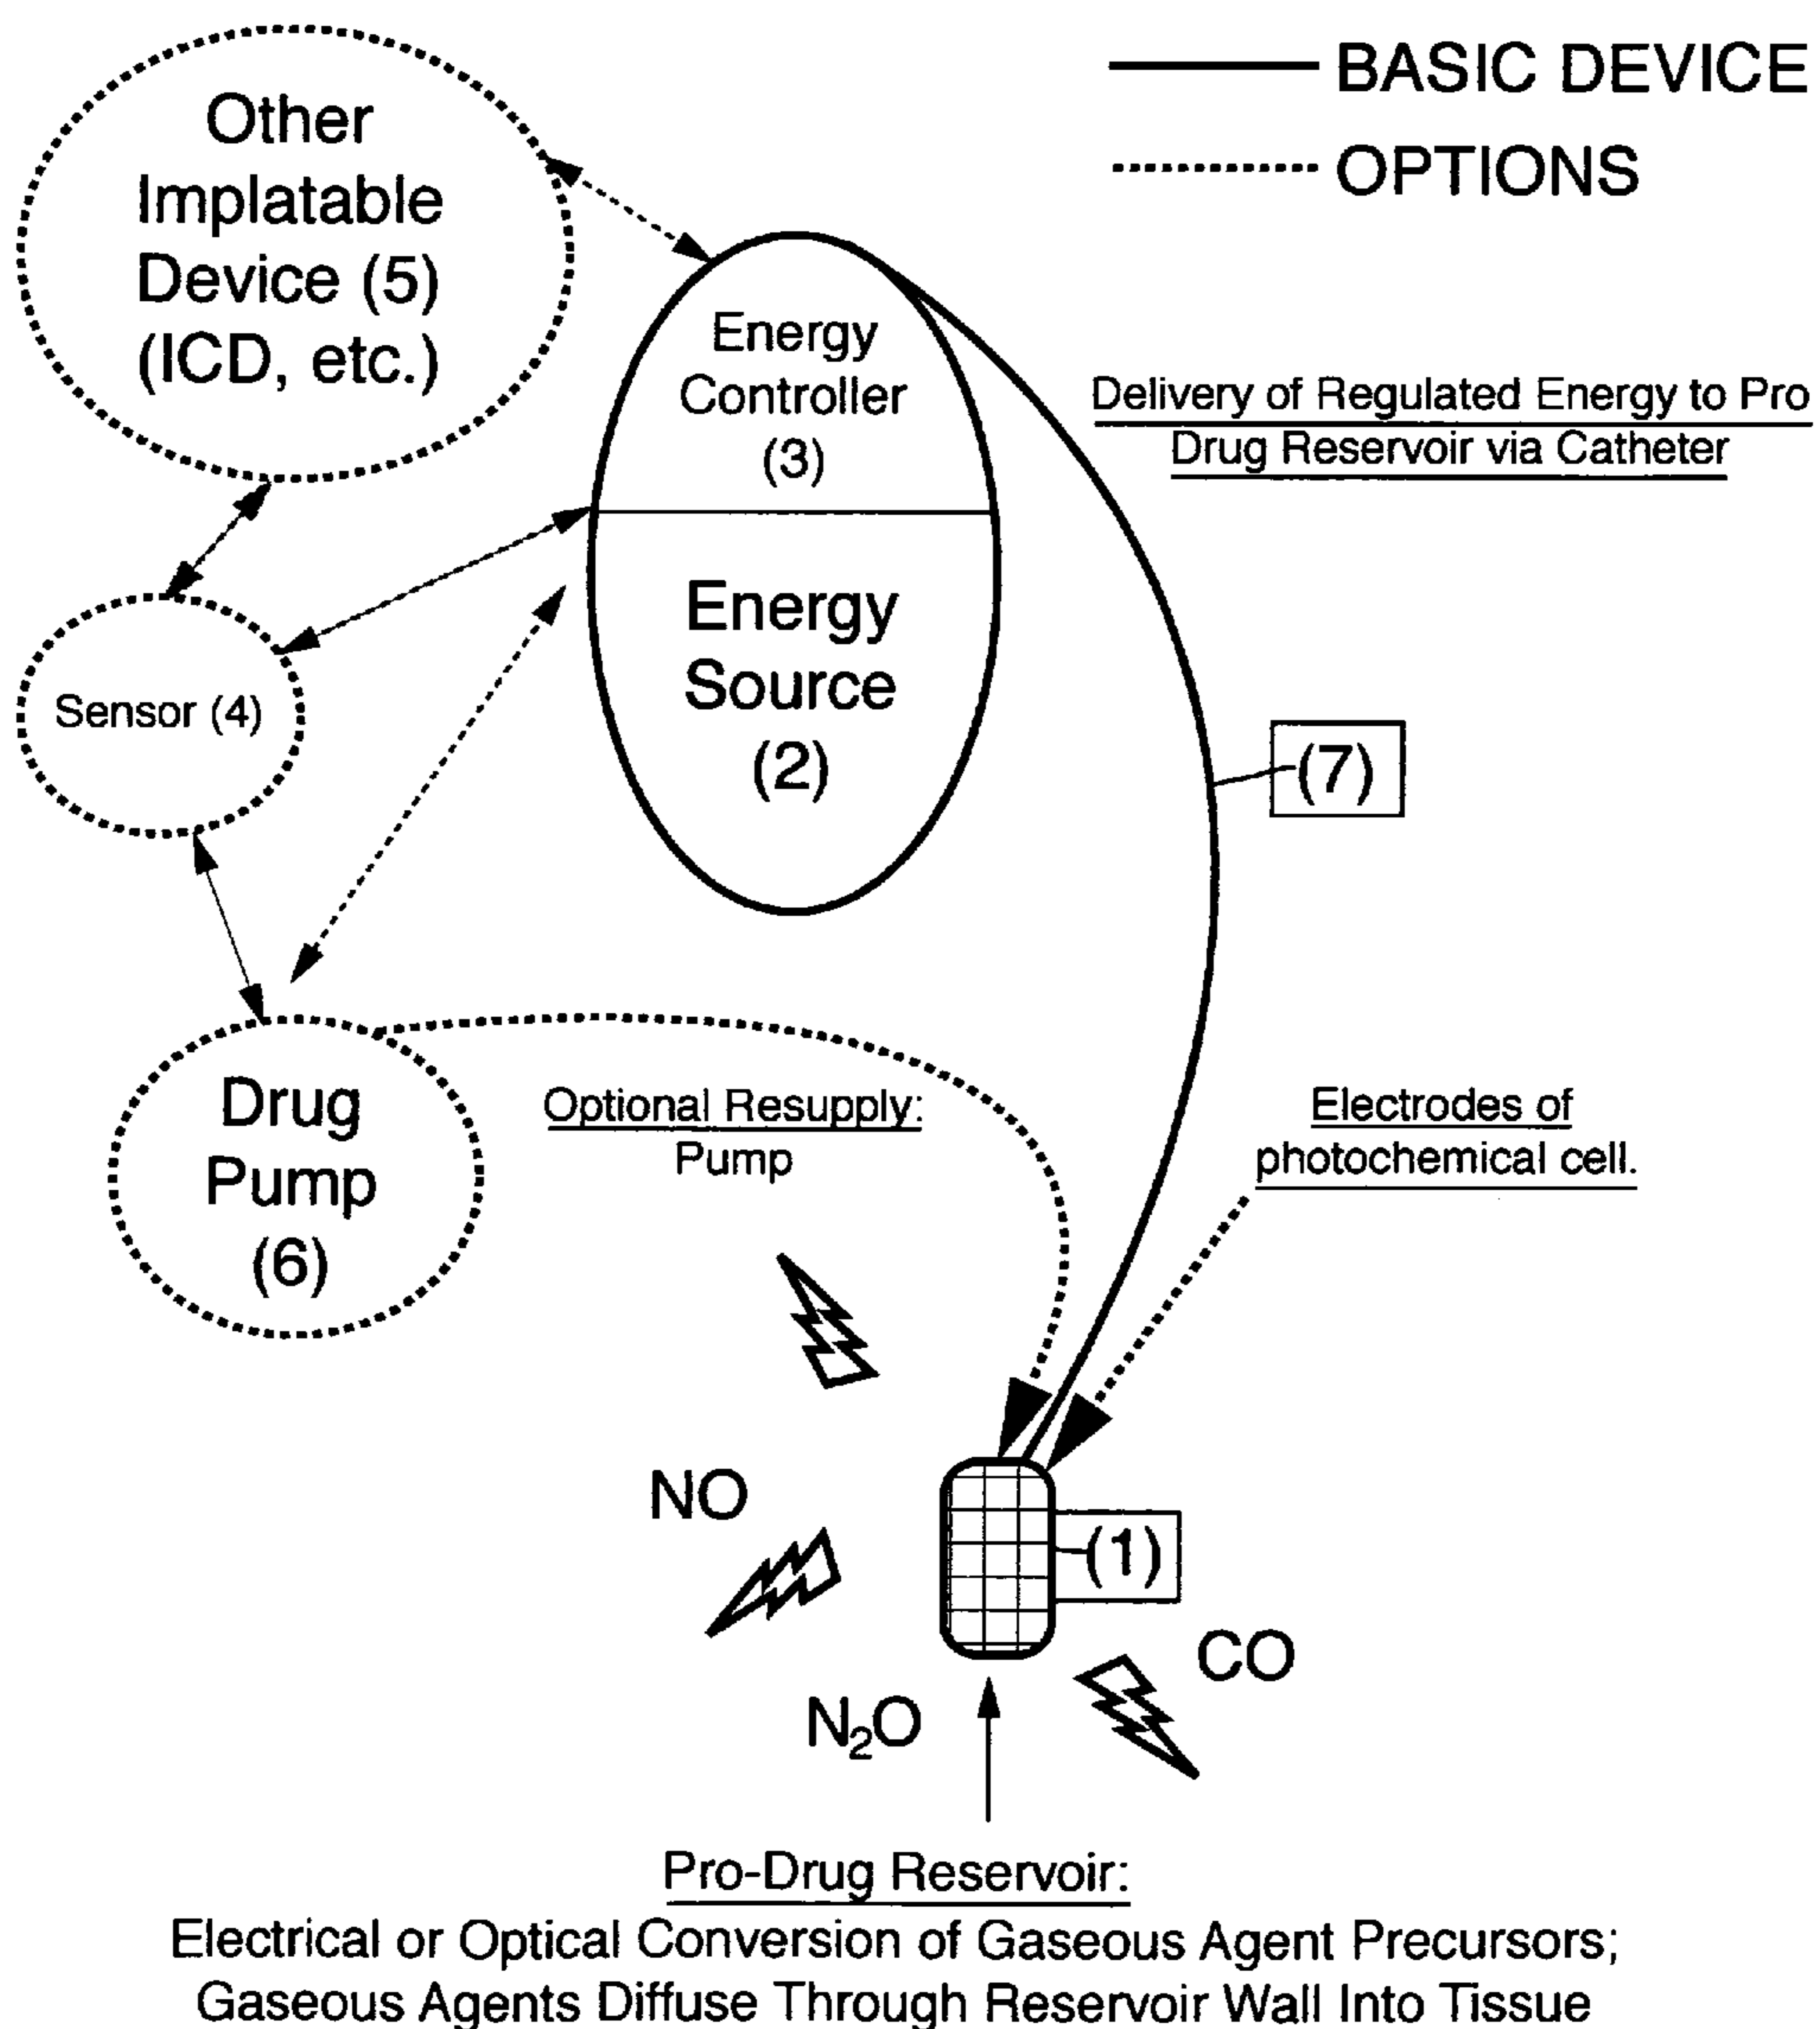 BASIC DEVICE
OPTIONS
Other
Implatable
Device (5)
(ICD, etc.)
Energy
Controller
(3)
Delivery of Regulated Energy to Pro
Drug Reservoir via Catheter
Energy
Source
(2)
Sensor (4)
(7)
Drug
Pump
(6)
Optional Resupply:
Pump
Electrodes of
photochemical cell.
NO
(1)
CO
N₂O
Pro-Drug Reservoir:
Electrical or Optical Conversion of Gaseous Agent Precursors;
Gaseous Agents Diffuse Through Reservoir Wall Into Tissue